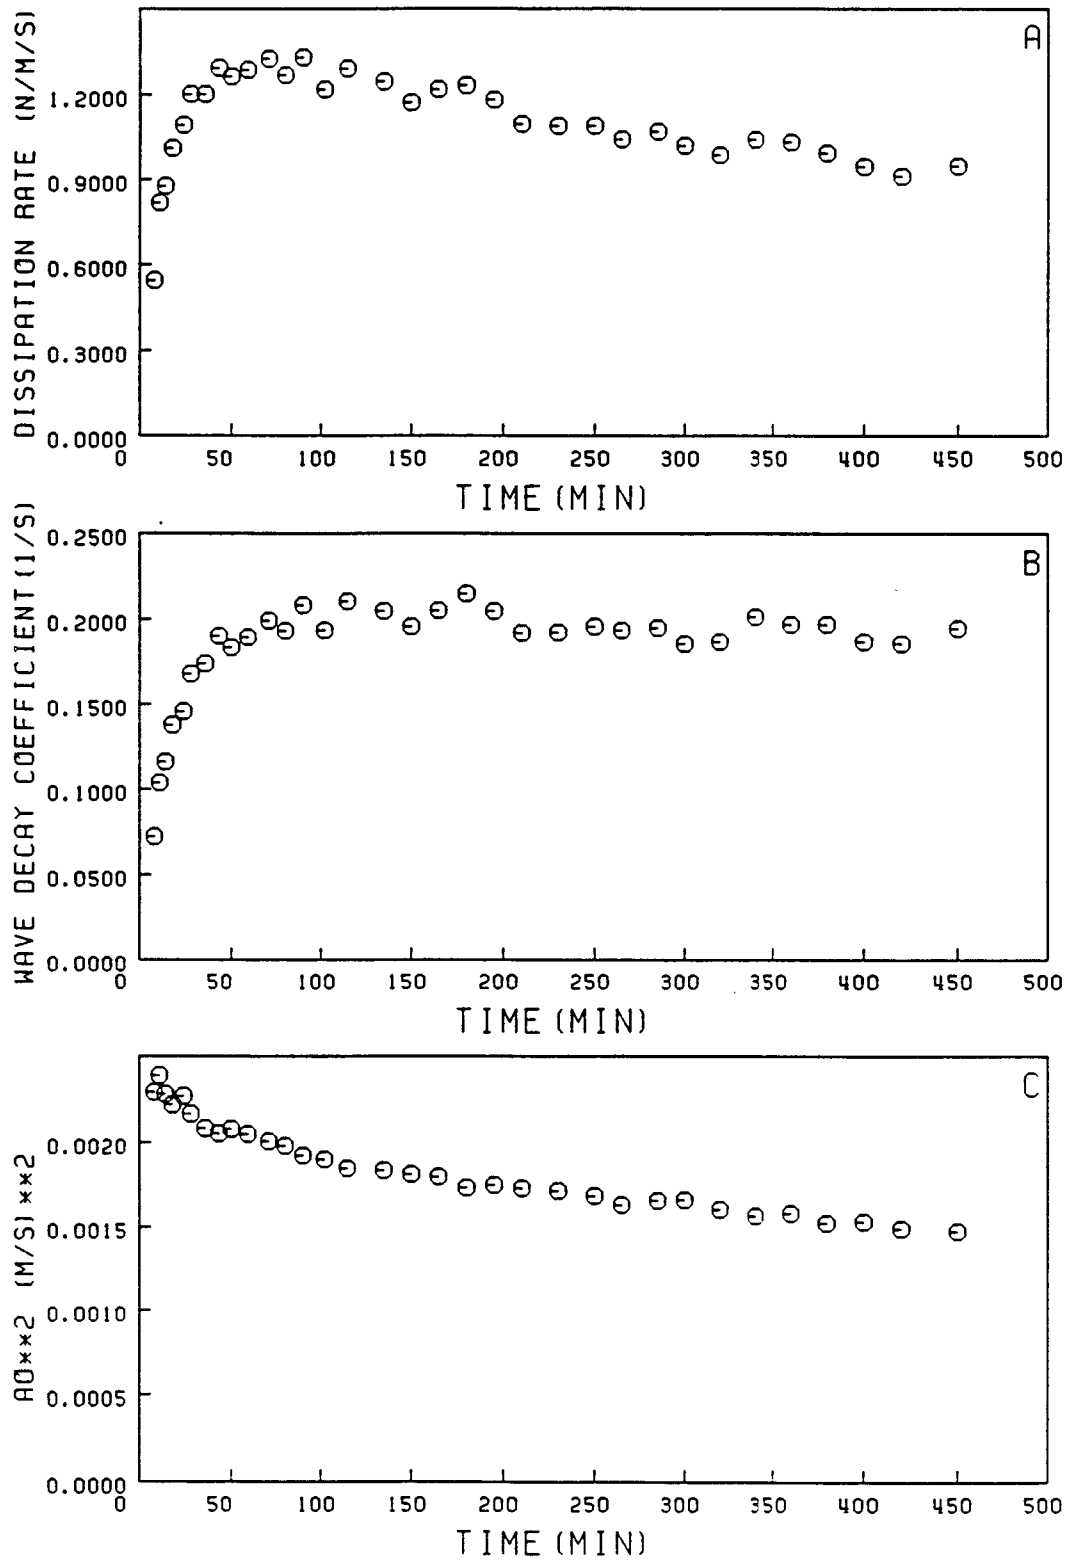 A
DISSIPATION RATE (N/M/S)
1.2000
0.9000
0.6000
0.3000
0.0000
0 50 100 150 200 250 300 350 400 450 500
TIME (MIN)
B
WAVE DECAY COEFFICIENT (1/S)
0.2500
0.2000
0.1500
0.1000
0.0500
0.0000
0 50 100 150 200 250 300 350 400 450 500
TIME (MIN)
C
A0**2 (M/S)**2
0.0020
0.0015
0.0010
0.0005
0.0000
0 50 100 150 200 250 300 350 400 450 500
TIME (MIN)